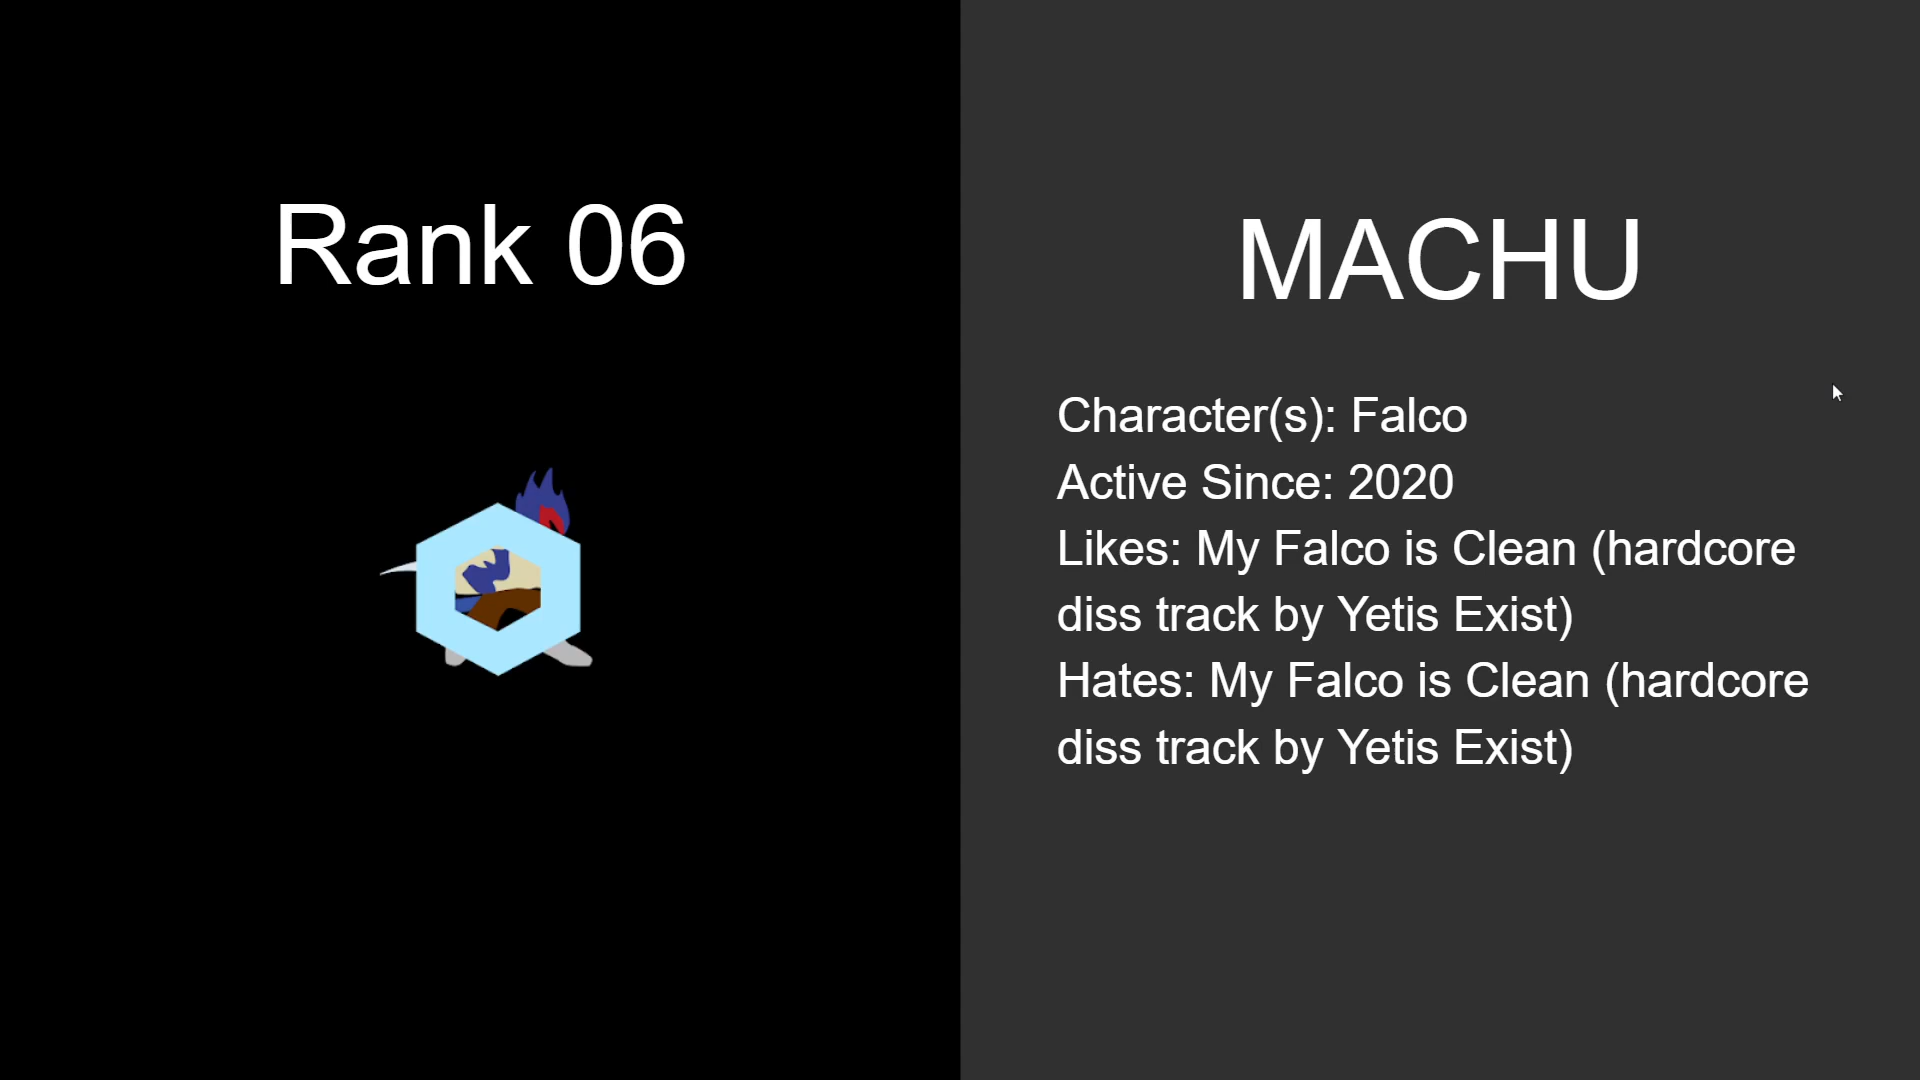 Rank 06
MACHU
Character(s): Falco
Active Since: 2020
Likes: My Falco is Clean (hardcore
diss track by Yetis Exist)
Hates: My Falco is Clean (hardcore
diss track by Yetis Exist)